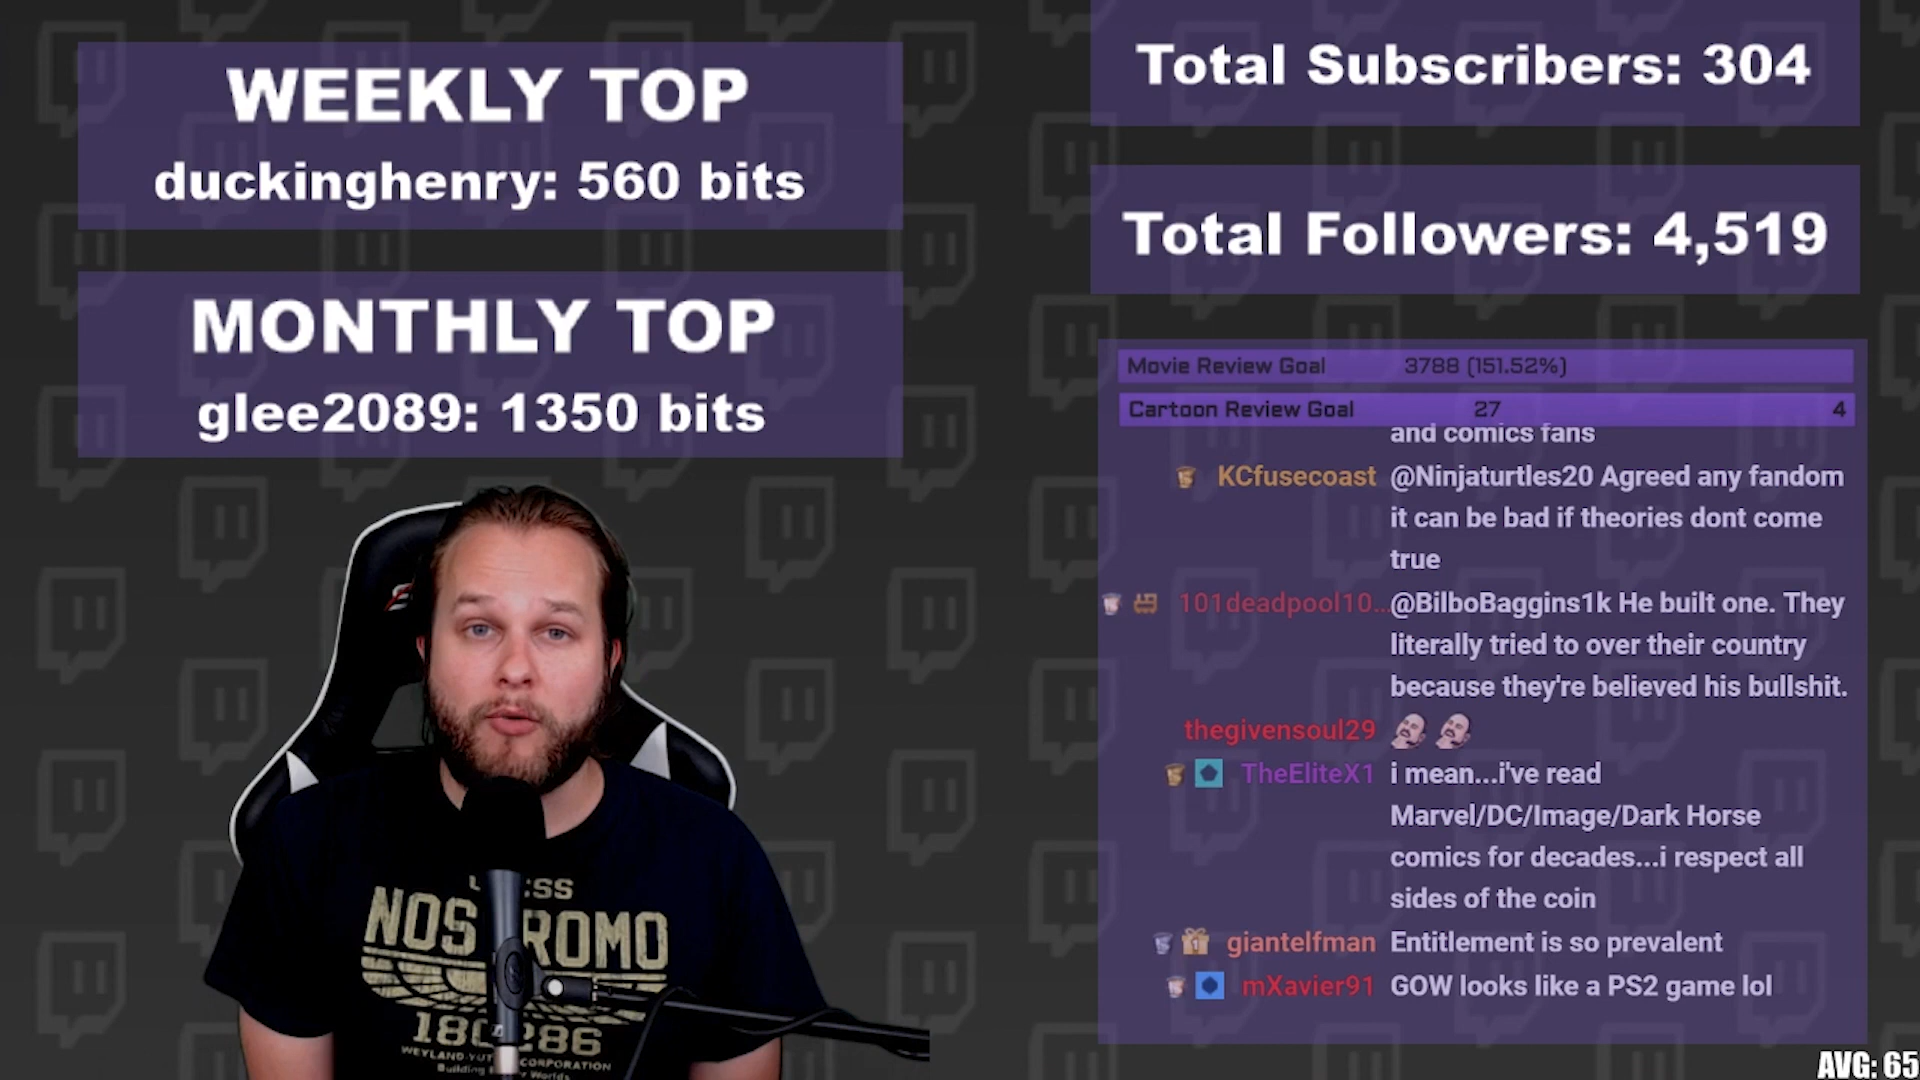 WEEKLY TOP
duckinghenry: 560 bits
MONTHLY TOP
glee2089: 1350 bits
Total Subscribers: 304
Total Followers: 4,519
Movie Review Goal 3788 (151.52%)
Cartoon Review Goal 27 4
and comics fans
KCfusecoast @Ninjaturtles20 Agreed any fandom
it can be bad if theories dont come
true
101deadpool10... @BilboBaggins1k He built one. They
literally tried to over their country
because they're believed his bullshit.
thegivensoul29
TheEliteX1 i mean...i've read
Marvel/DC/Image/Dark Horse
comics for decades...i respect all
sides of the coin
giantelfman Entitlement is so prevalent
mXavier91 GOW looks like a PS2 game lol
CORPORATION
Building Worlds
AVG: 65